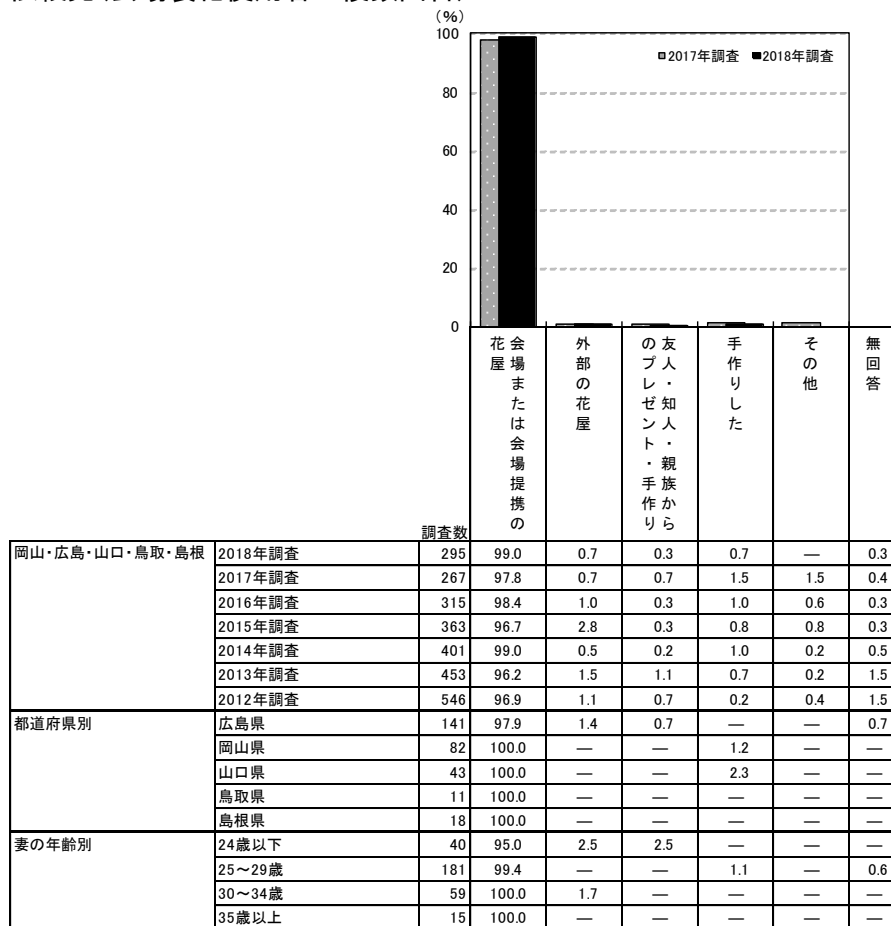 （%）
100
80
60
40
20
0
2017年調査 2018年調査
会場または会場提携の花屋
外部の花屋
友人・知人・親族からのプレゼント・手作り
手作りした
その他
無回答
調査数
岡山・広島・山口・鳥取・島根 2018年調査 295 99.0 0.7 0.3 0.7 — 0.3
2017年調査 267 97.8 0.7 0.7 1.5 1.5 0.4
2016年調査 315 98.4 1.0 0.3 1.0 0.6 0.3
2015年調査 363 96.7 2.8 0.3 0.8 0.8 0.3
2014年調査 401 99.0 0.5 0.2 1.0 0.2 0.5
2013年調査 453 96.2 1.5 1.1 0.7 0.2 1.5
2012年調査 546 96.9 1.1 0.7 0.2 0.4 1.5
都道府県別 広島県 141 97.9 1.4 0.7 — — 0.7
岡山県 82 100.0 — — 1.2 — —
山口県 43 100.0 — — 2.3 — —
鳥取県 11 100.0 — — — — —
島根県 18 100.0 — — — — —
妻の年齢別 24歳以下 40 95.0 2.5 2.5 — — —
25～29歳 181 99.4 — — 1.1 — 0.6
30～34歳 59 100.0 1.7 — — — —
35歳以上 15 100.0 — — — — —